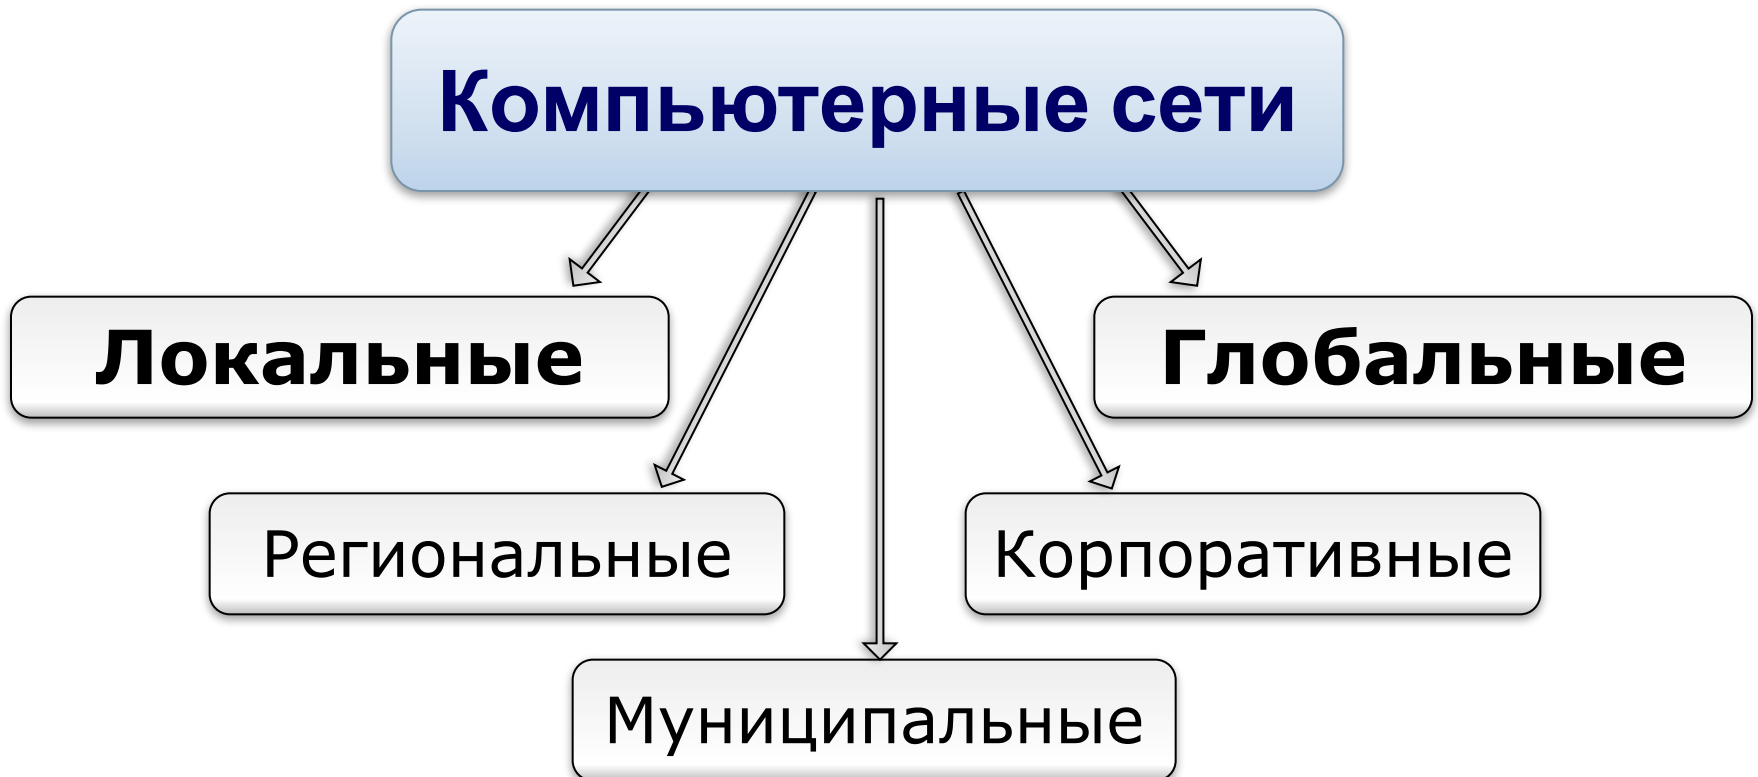 Компьютерные сети
Локальные
Глобальные
Региональные
Корпоративные
Муниципальные